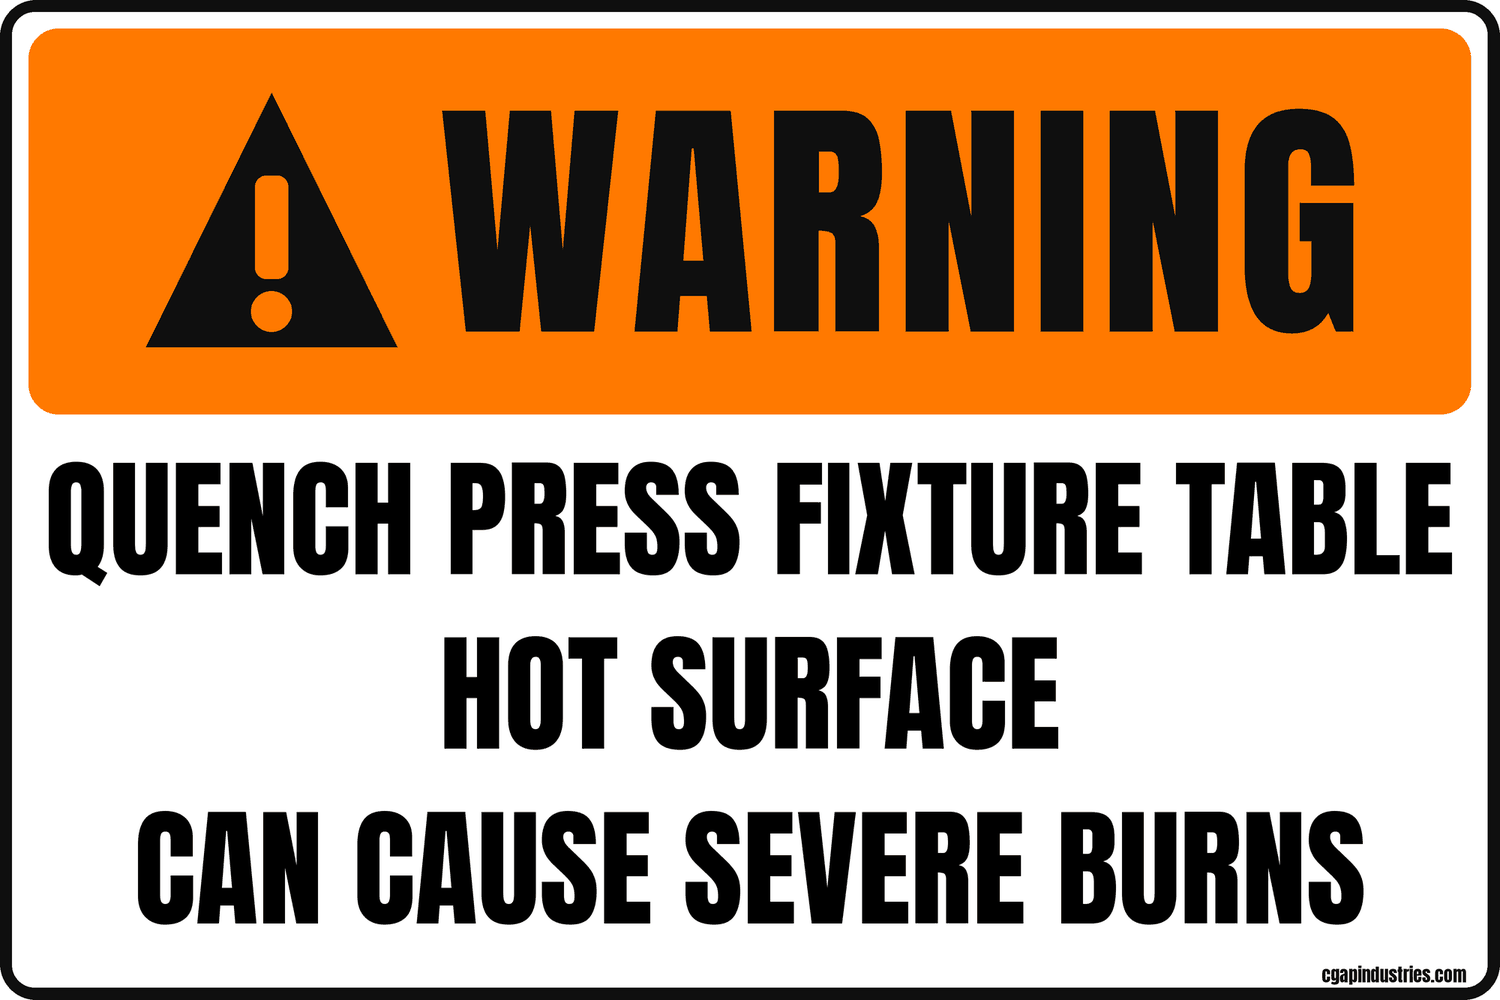 WARNING
QUENCH PRESS FIXTURE TABLE
HOT SURFACE
CAN CAUSE SEVERE BURNS
cgapindustries.com